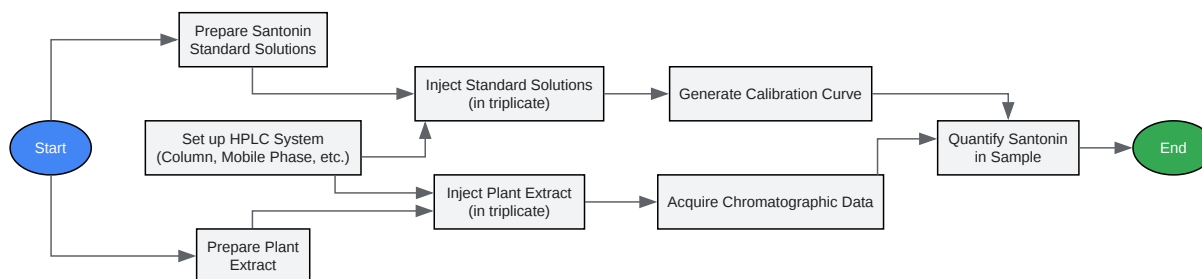 Prepare Santonin
Standard Solutions
Inject Standard Solutions
(in triplicate)
Generate Calibration Curve
Start
Set up HPLC System
(Column, Mobile Phase, etc.)
Quantify Santonin
in Sample
End
Inject Plant Extract
(in triplicate)
Acquire Chromatographic Data
Prepare Plant
Extract